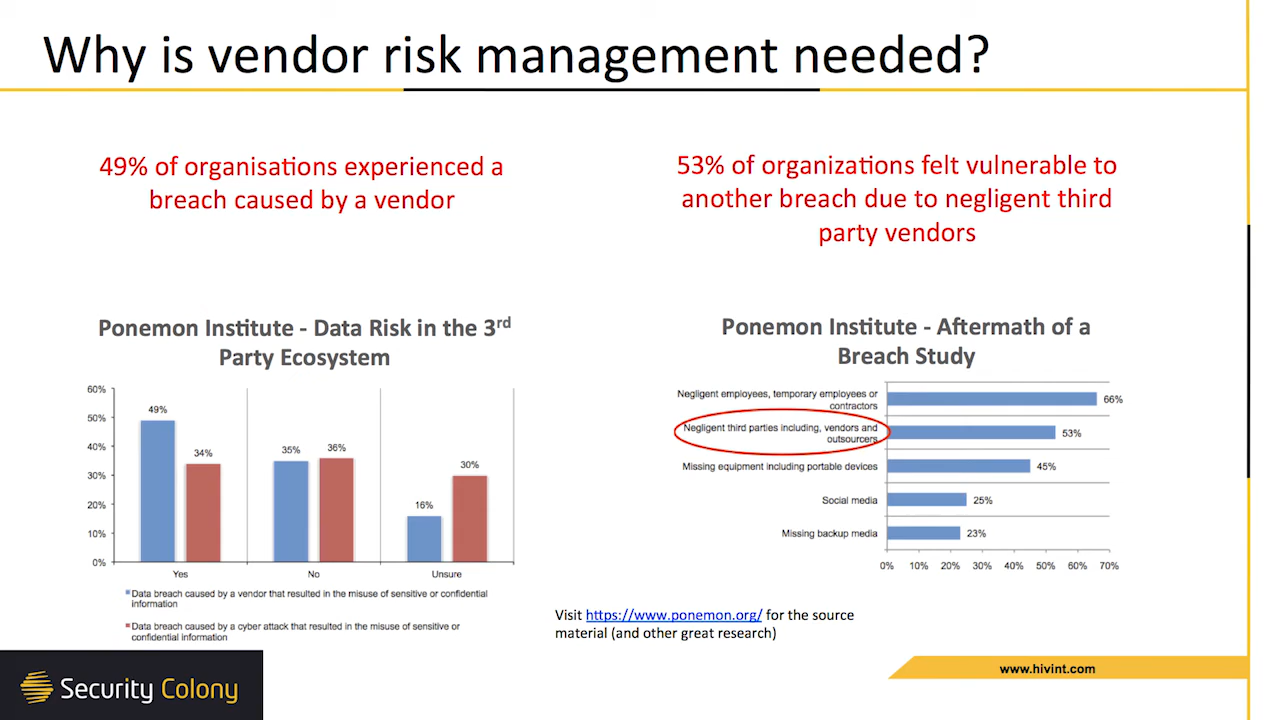 Why is vendor risk management needed?
49% of organisations experienced a
breach caused by a vendor
53% of organizations felt vulnerable to
another breach due to negligent third
party vendors
Ponemon Institute - Data Risk in the 3rd
Party Ecosystem
60%
50%
40%
30%
20%
10%
0%
49%
34%
35%
36%
16%
30%
Yes
No
Unsure
Data breach caused by a vendor that resulted in the misuse of sensitive or confidential
information
Data breach caused by a cyber attack that resulted in the misuse of sensitive or
confidential information
Ponemon Institute - Aftermath of a
Breach Study
Negligent employees, temporary employees or
contractors
66%
Negligent third parties including, vendors and
outsourcers
53%
Missing equipment including portable devices
45%
Social media
25%
Missing backup media
23%
0% 10% 20% 30% 40% 50% 60% 70%
Visit https://www.ponemon.org/ for the source
material (and other great research)
Security Colony
www.hivint.com